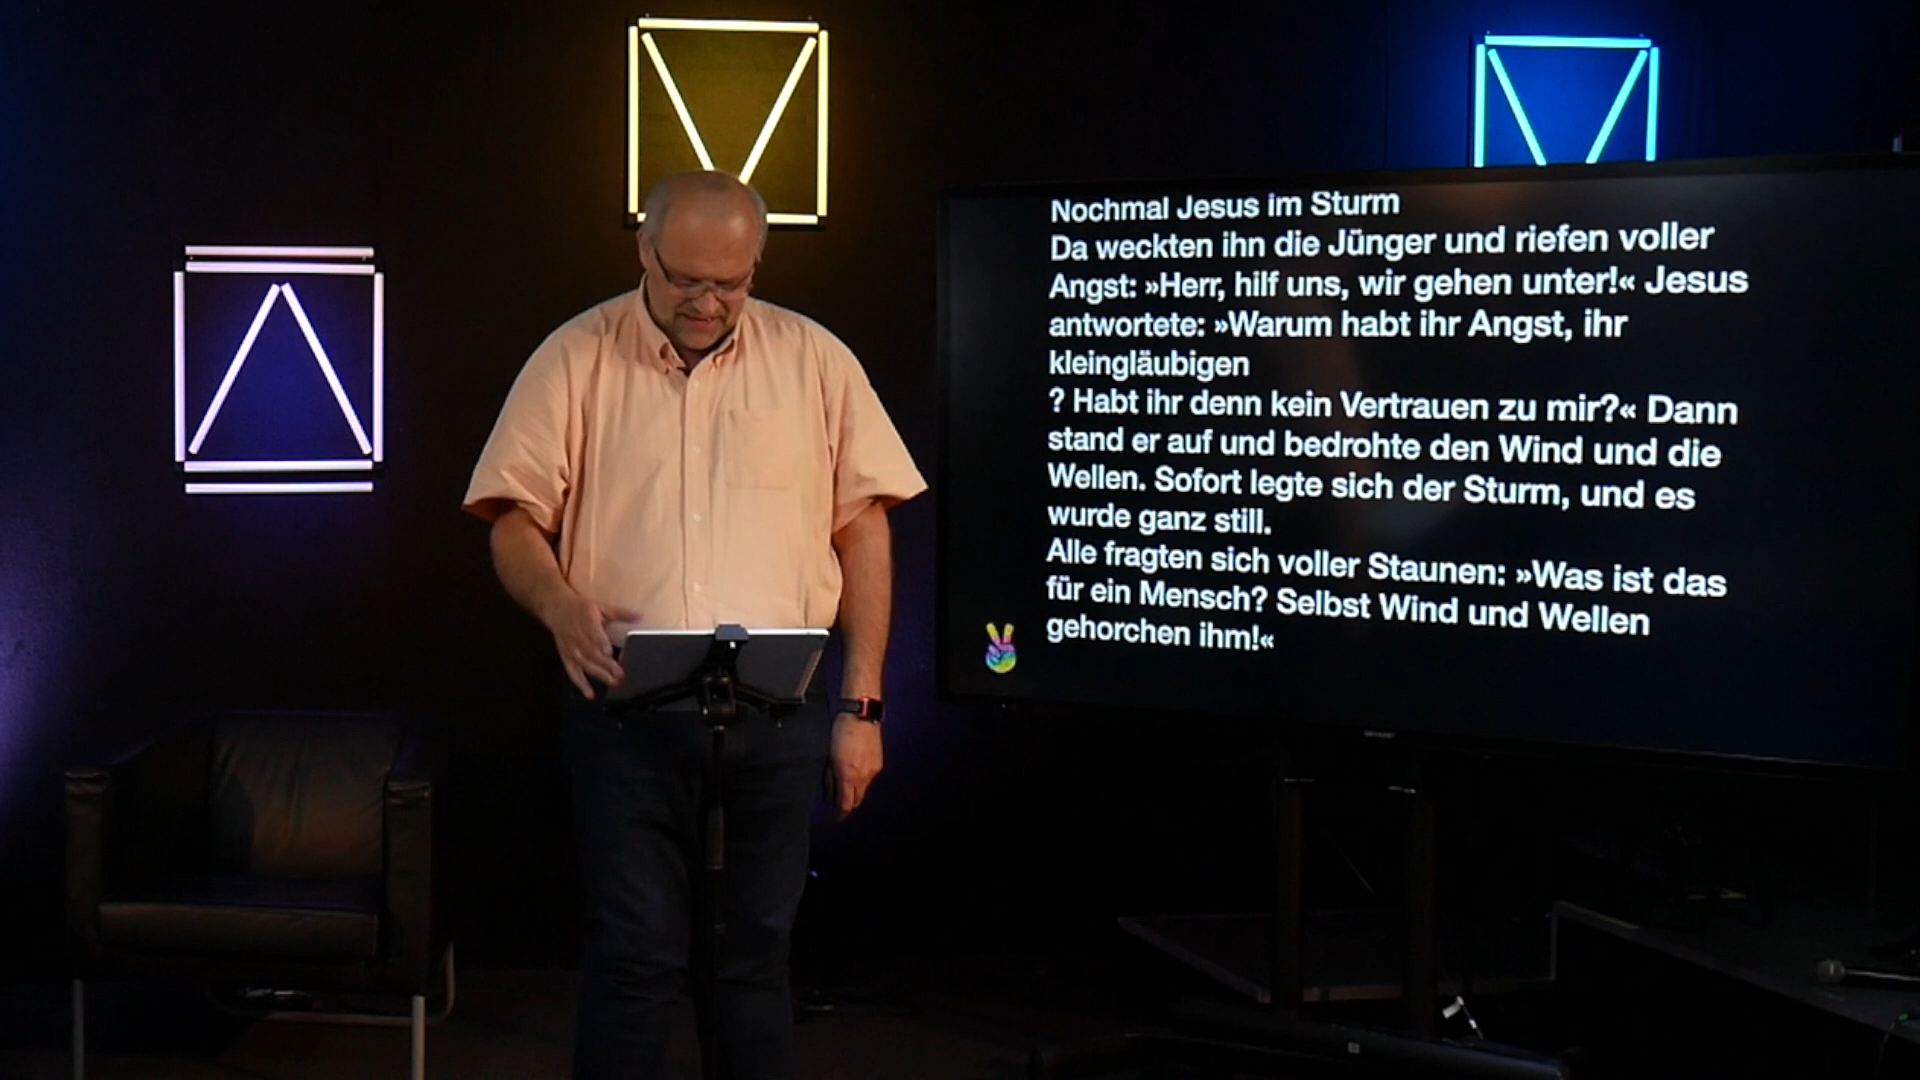 Nochmal Jesus im Sturm
Da weckten ihn die Jünger und riefen voller
Angst: »Herr, hilf uns, wir gehen unter!« Jesus
antwortete: »Warum habt ihr Angst, ihr
kleingläubigen
? Habt ihr denn kein Vertrauen zu mir?« Dann
stand er auf und bedrohte den Wind und die
Wellen. Sofort legte sich der Sturm, und es
wurde ganz still.
Alle fragten sich voller Staunen: »Was ist das
für ein Mensch? Selbst Wind und Wellen
gehorchen ihm!«